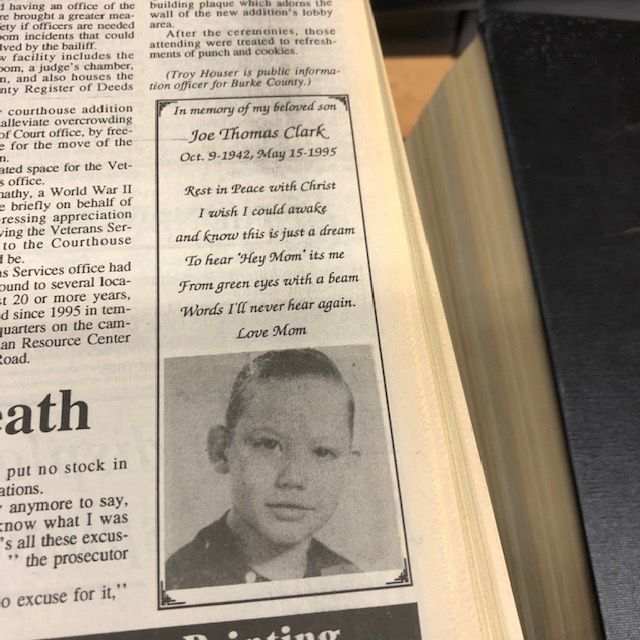 d having an office of the
re brought a greater mea-
ety if officers are needed
oom incidents that could
lved by the bailiff.
w facility includes the
oom, a judge's chamber,
n, and also houses the
nty Register of Deeds
courthouse addition
alleviate overcrowding
of Court office, by free-
e for the move of the
n.
ated space for the Vet-
s office.
nathy, a World War II
e briefly on behalf of
ressing appreciation
ving the Veterans Ser-
to the Courthouse
d be.
ns Services office had
ound to several loca-
st 20 or more years,
d since 1995 in tem-
quarters on the cam-
an Resource Center
Road.
eath
put no stock in
ations.
anymore to say,
know what I was
's all these excus-
" the prosecutor
o excuse for it,"
building plaque which adorns the
wall of the new addition's lobby
area.
After the ceremonies, those
attending were treated to refresh-
ments of punch and cookies.
(Troy Houser is public informa-
tion officer for Burke County.)
In memory of my beloved son
Joe Thomas Clark
Oct. 9-1942, May 15-1995
Rest in Peace with Christ
I wish I could awake
and know this is just a dream
To hear "Hey Mom" its me
From green eyes with a beam
Words I'll never hear again.
Love Mom